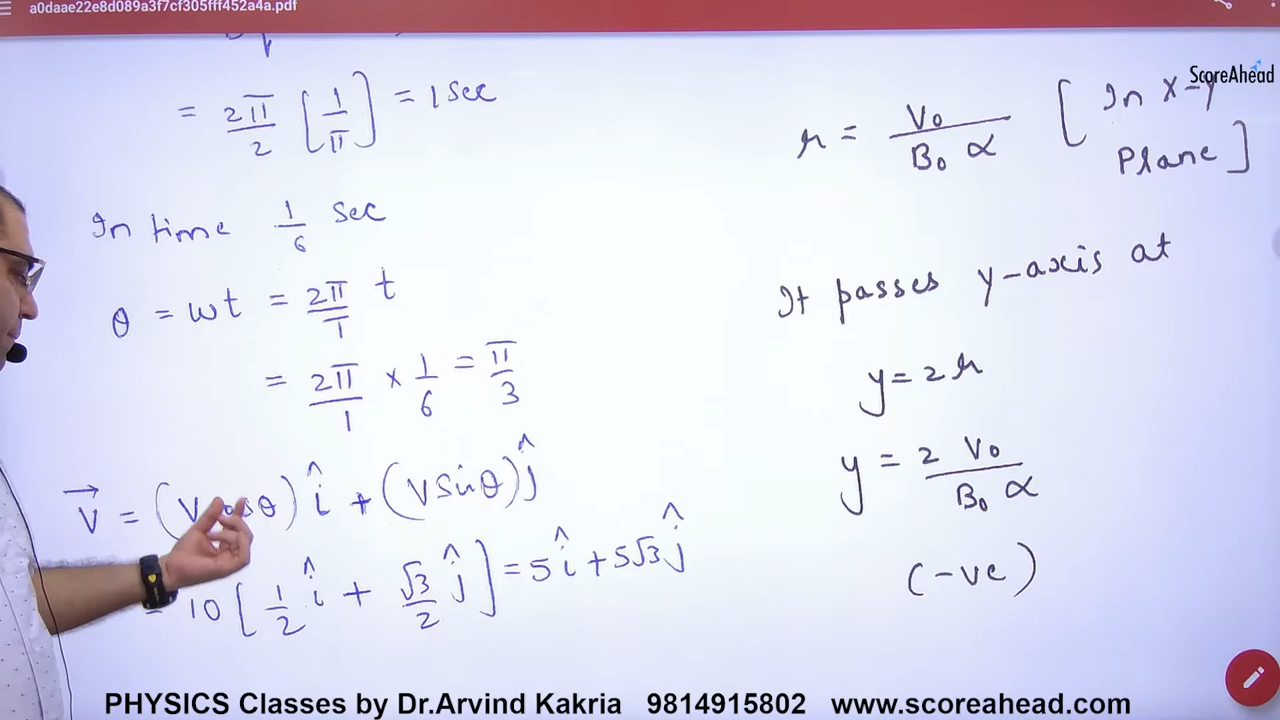 a0daae22e8d089a3f7cf305fff452a4a.pdf
ScoreAhead
= 2π/2 [1/π] = 1 Sec
In time 1/6 Sec
θ = ωt = 2π/T t
= 2π/1 × 1/6 = π/3
V⃗ = (V cosθ) î + (V Sinθ) ĵ
= 10 [1/2 î + √3/2 ĵ] = 5 î + 5√3 ĵ
r = V₀/B₀ α [In X-Y
Plane]
It passes y-axis at
y = 2r
y = 2 V₀/B₀ α
(-ve)
PHYSICS Classes by Dr.Arvind Kakria 9814915802 www.scoreahead.com